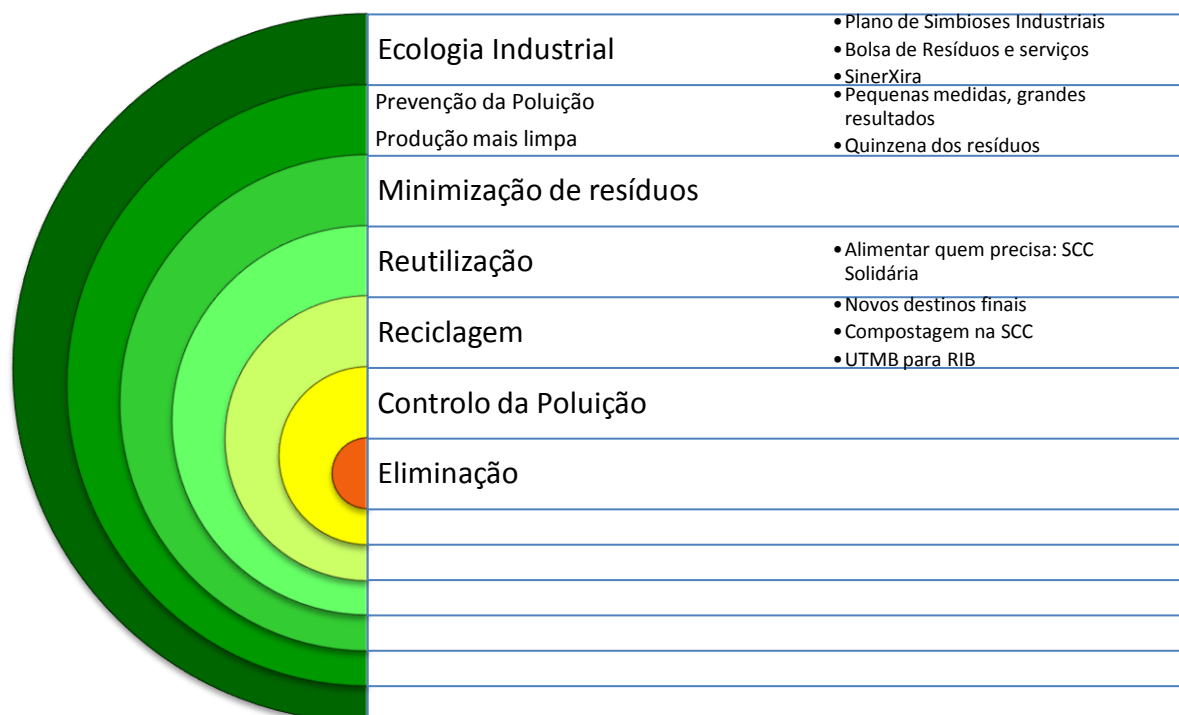 Ecologia Industrial
•Plano de Simbioses Industriais
•Bolsa de Resíduos e serviços
•SinerXira
Prevenção da Poluição
Produção mais limpa
•Pequenas medidas, grandes
resultados
•Quinzena dos resíduos
Minimização de resíduos
Reutilização
•Alimentar quem precisa: SCC
Solidária
Reciclagem
•Novos destinos finais
•Compostagem na SCC
•UTMB para RIB
Controlo da Poluição
Eliminação